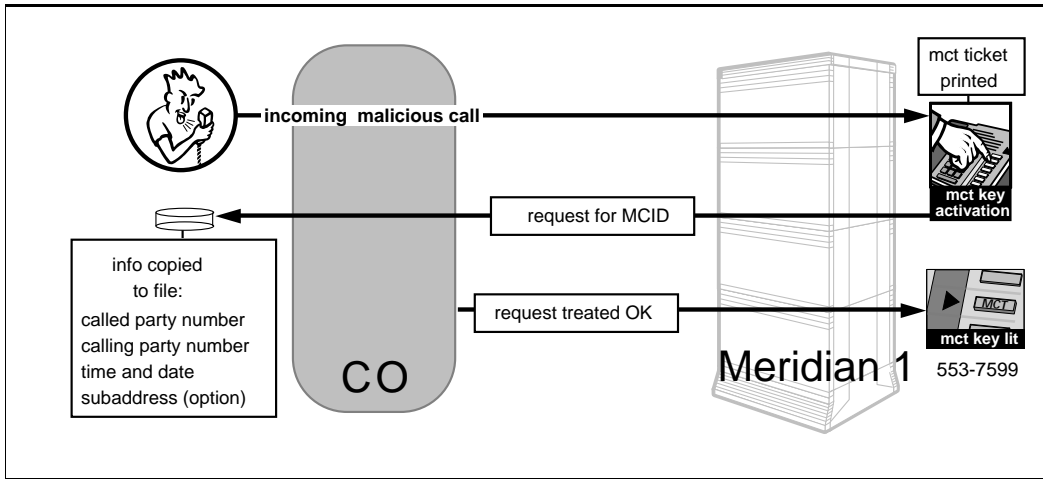 mct ticket
printed
incoming malicious call
mct key
activation
request for MCID
info copied
to file:
called party number
calling party number
time and date
subaddress (option)
request treated OK
MCT
mct key lit
CO
Meridian 1
553-7599